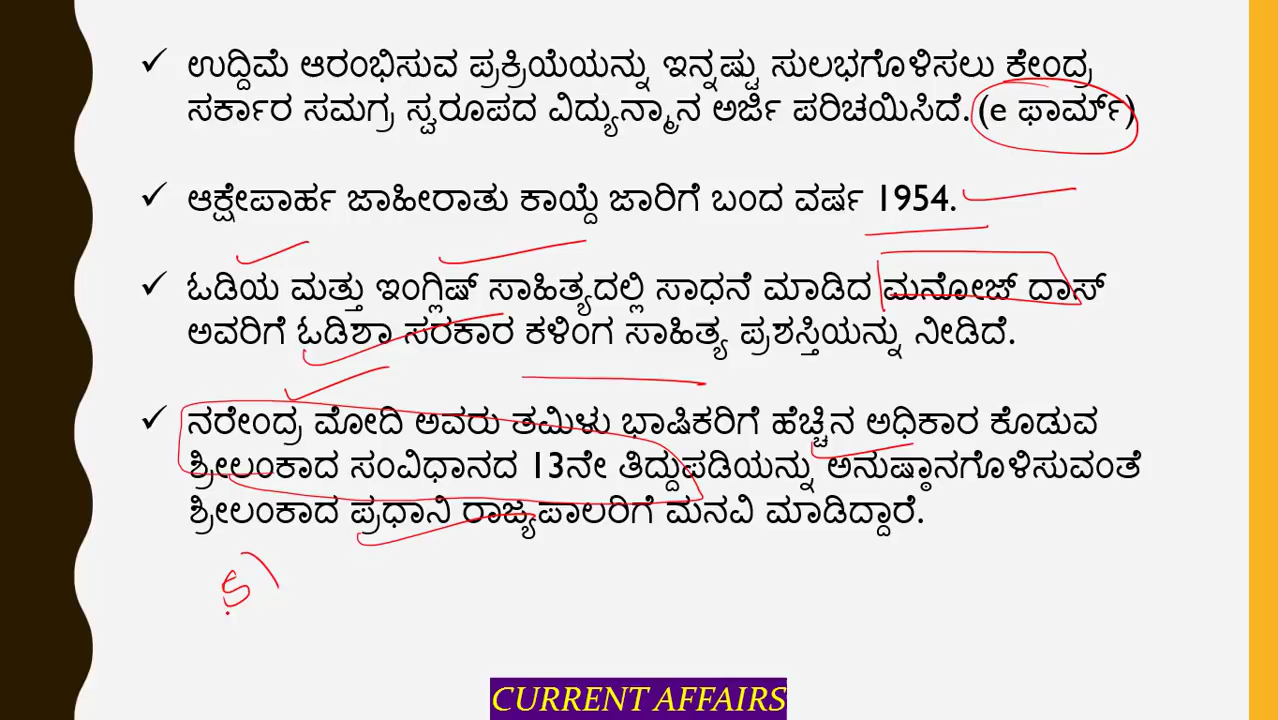 ✓ ಉದ್ದಿಮೆ ಆರಂಭಿಸುವ ಪ್ರಕ್ರಿಯೆಯನ್ನು ಇನ್ನಷ್ಟು ಸುಲಭಗೊಳಿಸಲು ಕೇಂದ್ರ
ಸರ್ಕಾರ ಸಮಗ್ರ ಸ್ವರೂಪದ ವಿದ್ಯುನ್ಮಾನ ಅರ್ಜಿ ಪರಿಚಯಿಸಿದೆ. (e ಫಾರ್ಮ್)
✓ ಆಕ್ಷೇಪಾರ್ಹ ಜಾಹೀರಾತು ಕಾಯ್ದೆ ಜಾರಿಗೆ ಬಂದ ವರ್ಷ 1954.
✓ ಓಡಿಯ ಮತ್ತು ಇಂಗ್ಲಿಷ್ ಸಾಹಿತ್ಯದಲ್ಲಿ ಸಾಧನೆ ಮಾಡಿದ ಮನೋಜ್ ದಾಸ್
ಅವರಿಗೆ ಓಡಿಶಾ ಸರಕಾರ ಕಳಿಂಗ ಸಾಹಿತ್ಯ ಪ್ರಶಸ್ತಿಯನ್ನು ನೀಡಿದೆ.
✓ ನರೇಂದ್ರ ಮೋದಿ ಅವರು ತಮಿಳು ಭಾಷಿಕರಿಗೆ ಹೆಚ್ಚಿನ ಅಧಿಕಾರ ಕೊಡುವ
ಶ್ರೀಲಂಕಾದ ಸಂವಿಧಾನದ 13ನೇ ತಿದ್ದುಪಡಿಯನ್ನು ಅನುಷ್ಠಾನಗೊಳಿಸುವಂತೆ
ಶ್ರೀಲಂಕಾದ ಪ್ರಧಾನಿ ರಾಜ್ಯಪಾಲರಿಗೆ ಮನವಿ ಮಾಡಿದ್ದಾರೆ.
CURRENT AFFAIRS